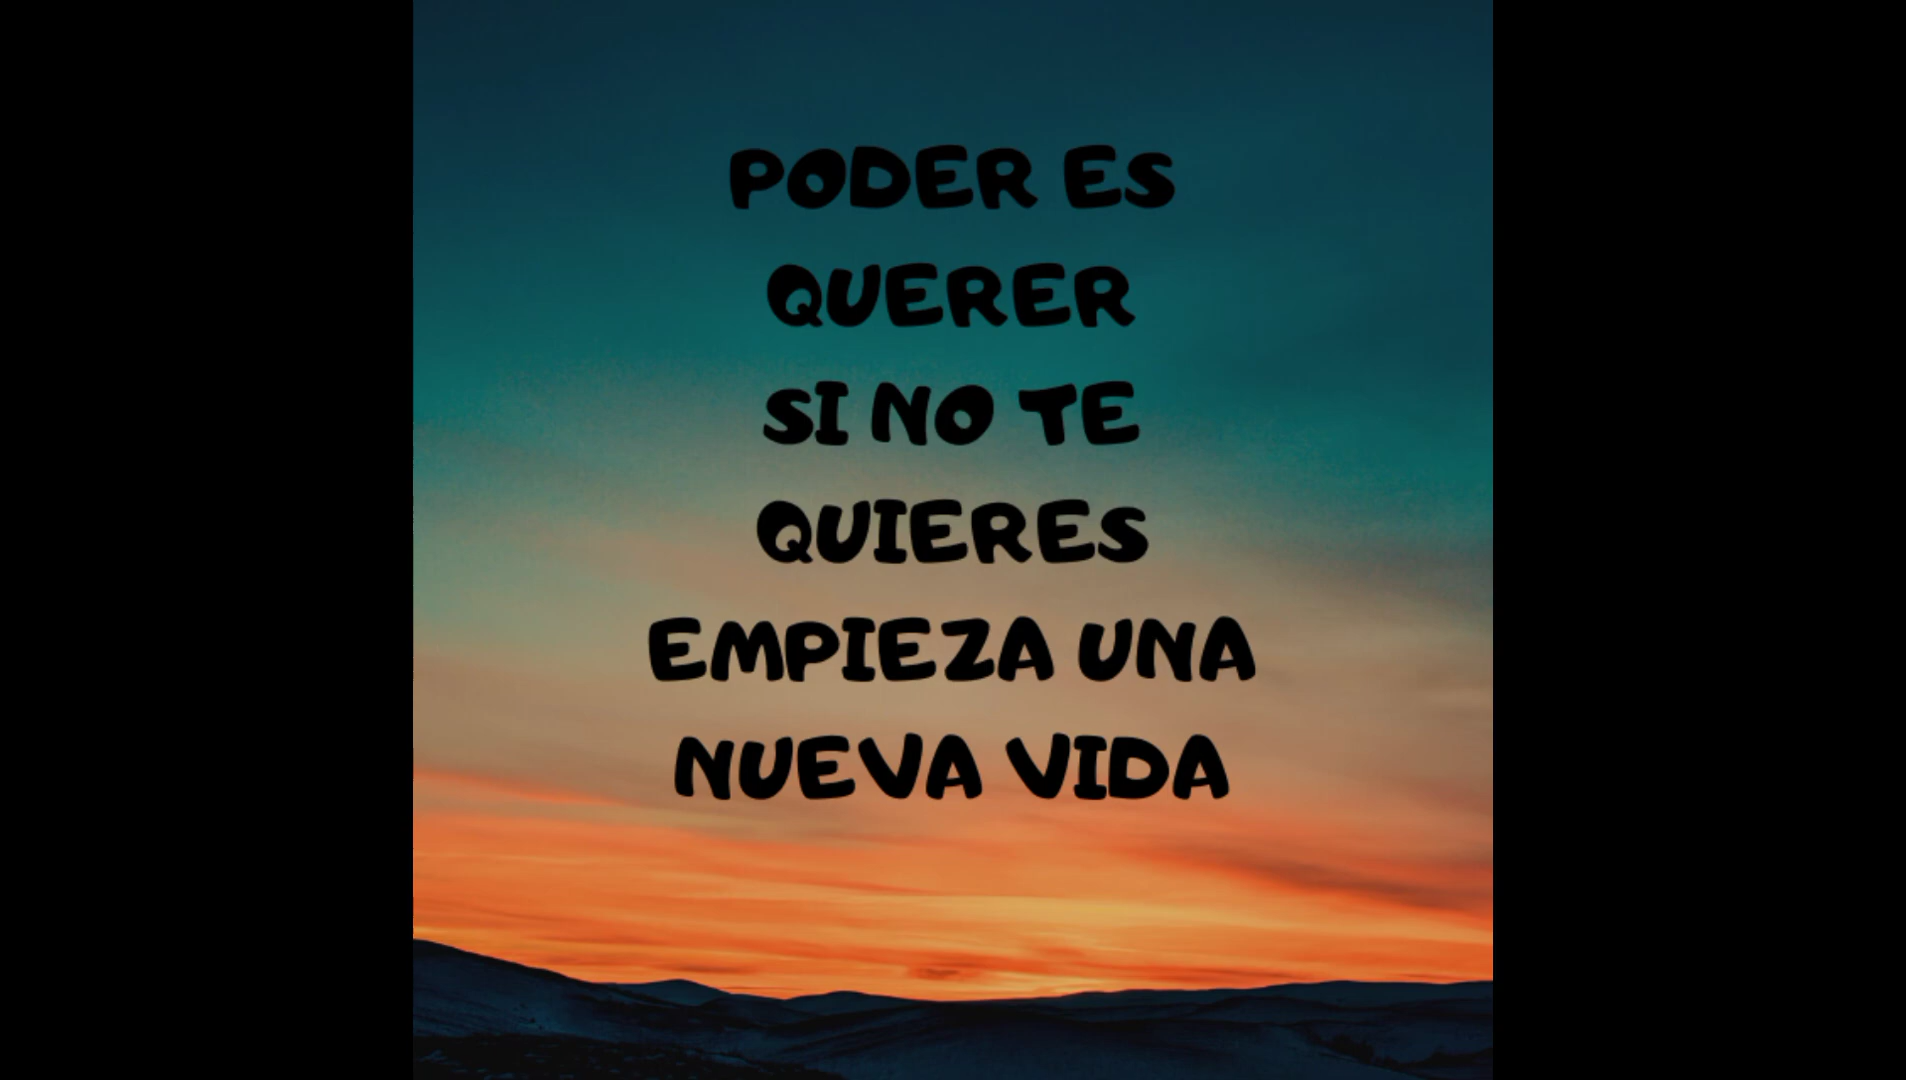 PODER ES
QUERER
SI NO TE
QUIERES
EMPIEZA UNA
NUEVA VIDA